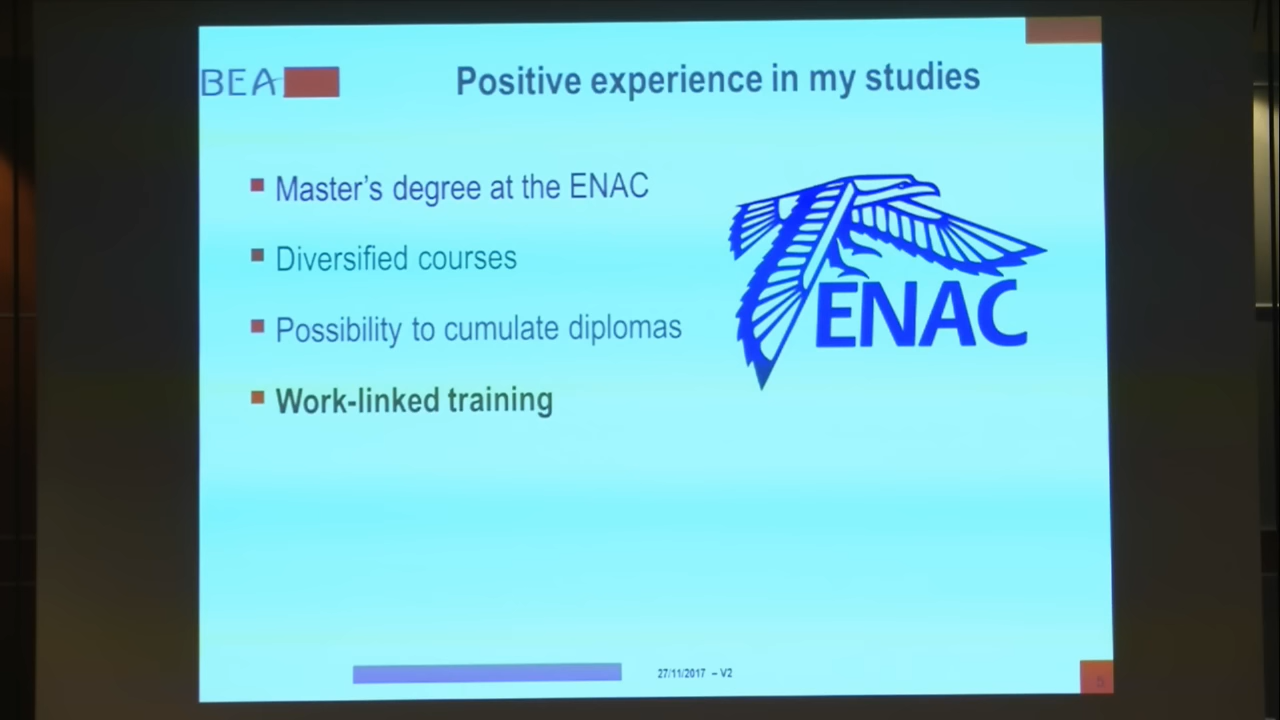 BEA
Positive experience in my studies
Master's degree at the ENAC
Diversified courses
Possibility to cumulate diplomas
Work-linked training
ENAC
27/11/2017 – V2
5